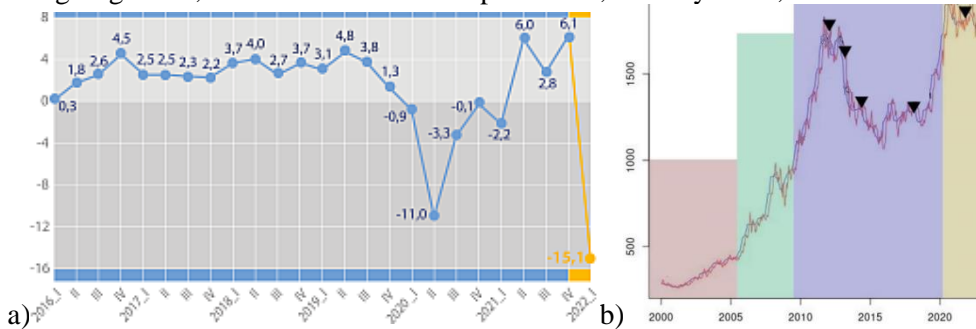 8
4
0
-4
-8
-12
-16
0,3
1,8
2,6
4,5
2,5
2,5
2,3
2,2
3,7
4,0
2,7
3,7
3,1
4,8
3,8
1,3
-0,9
-11,0
-3,3
-0,1
-2,2
6,0
2,8
6,1
-15,1
a)
2016_I
II
III
IV
2017_I
II
III
IV
2018_I
II
III
IV
2019_I
II
III
IV
2020_I
II
III
IV
2021_I
II
III
IV
2022_I
1500
1000
500
b)
2000
2005
2010
2015
2020